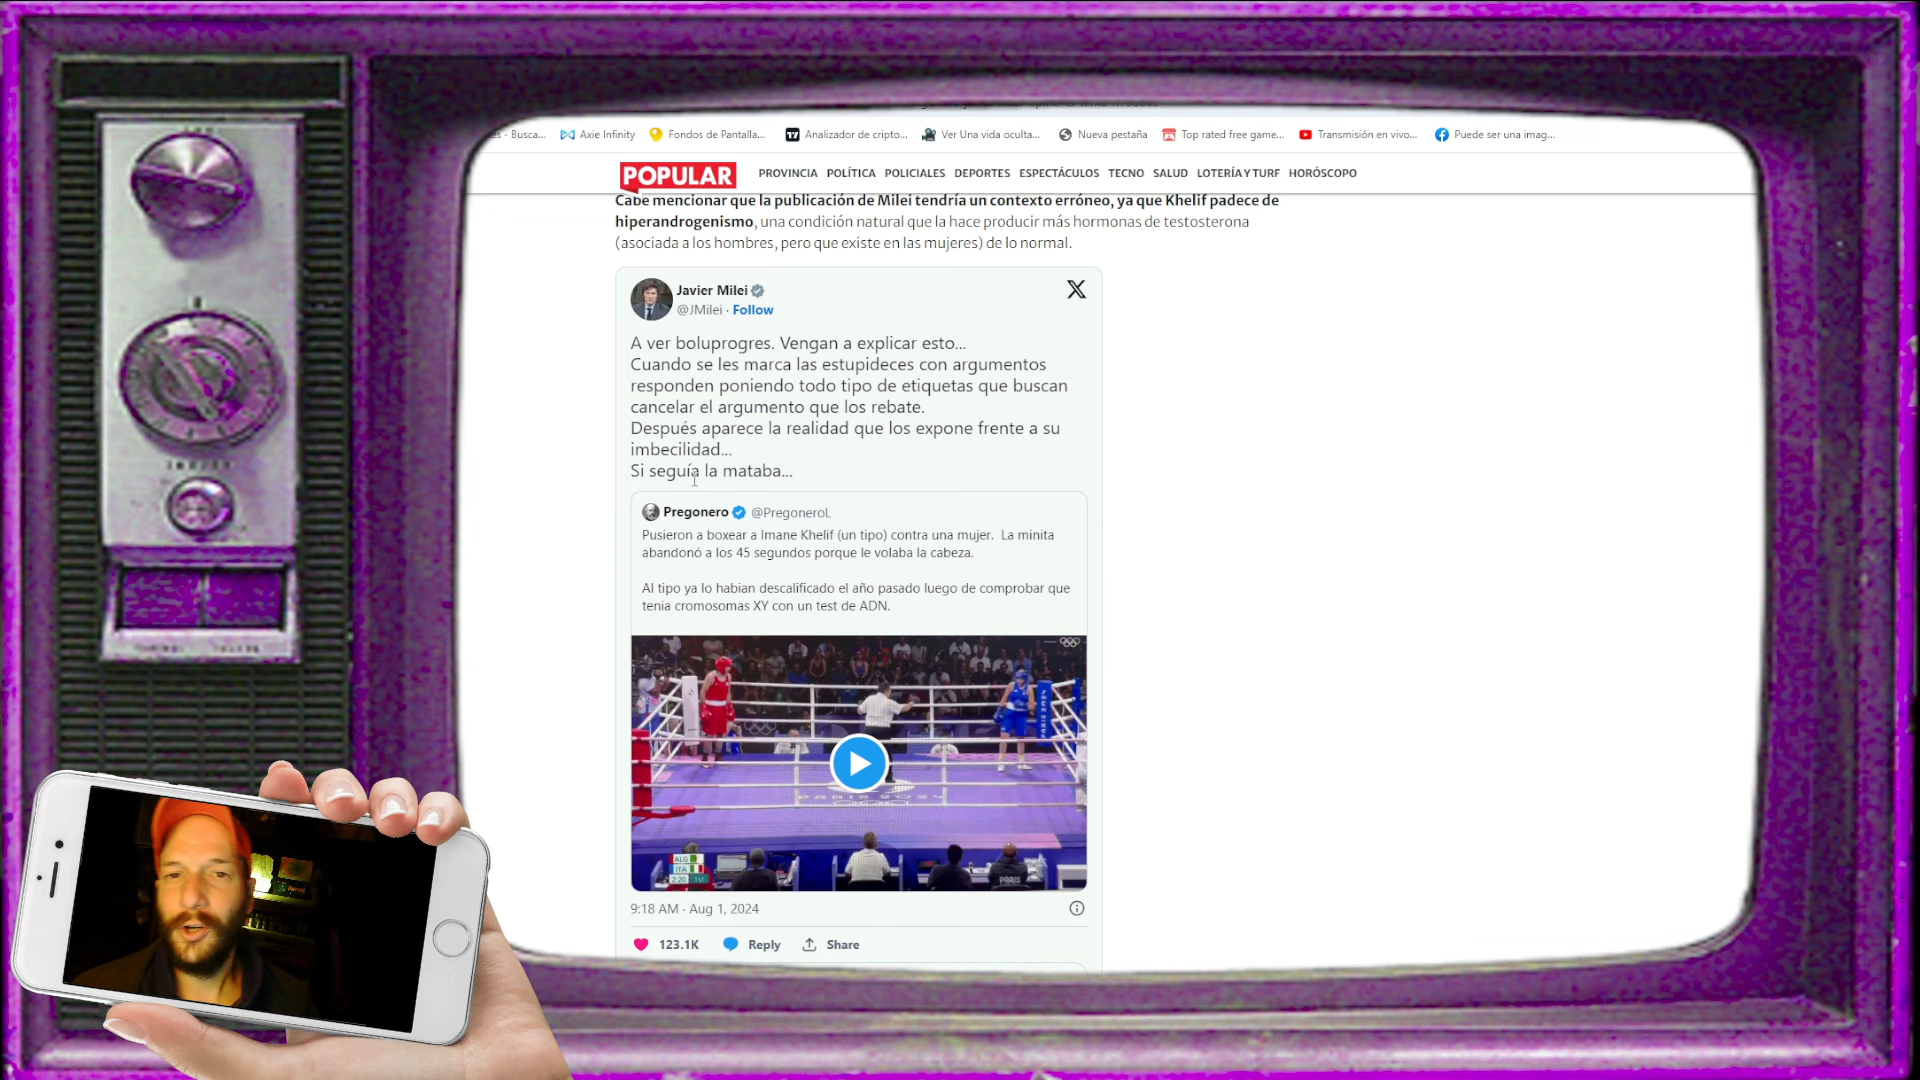 es - Busca...
Axie Infinity
Fondos de Pantalla...
Analizador de cripto...
Ver Una vida oculta...
Nueva pestaña
Top rated free game...
Transmisión en vivo...
Puede ser una imag...
POPULAR
PROVINCIA POLÍTICA POLICIALES DEPORTES ESPECTÁCULOS TECNO SALUD LOTERÍA Y TURF HORÓSCOPO
Cabe mencionar que la publicación de Milei tendría un contexto erróneo, ya que Khelif padece de
hiperandrogenismo, una condición natural que la hace producir más hormonas de testosterona
(asociada a los hombres, pero que existe en las mujeres) de lo normal.
Javier Milei
@JMilei · Follow
A ver boluprogres. Vengan a explicar esto...
Cuando se les marca las estupideces con argumentos
responden poniendo todo tipo de etiquetas que buscan
cancelar el argumento que los rebate.
Después aparece la realidad que los expone frente a su
imbecilidad...
Si seguía la mataba...
Pregonero @PregoneroL
Pusieron a boxear a Imane Khelif (un tipo) contra una mujer. La minita
abandonó a los 45 segundos porque le volaba la cabeza.
Al tipo ya lo habian descalificado el año pasado luego de comprobar que
tenia cromosomas XY con un test de ADN.
PARIS 2024
ALG
ITA
2:20 1st
PARIS
9:18 AM · Aug 1, 2024
123.1K Reply Share